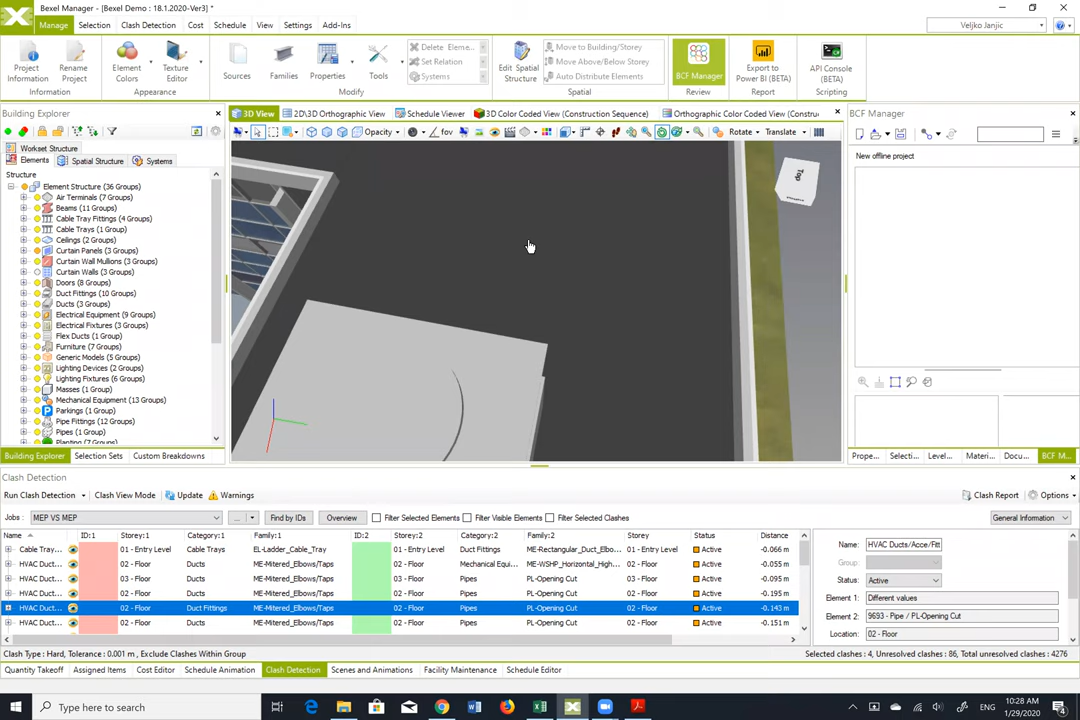 Bexel Manager - [Bexel Demo : 18.1.2020-Ver3] *
Manage Selection Clash Detection Cost Schedule View Settings Add-Ins
Veljko Janjic
Project Information
Rename Project
Element Colors
Texture Editor
Sources
Families
Properties
Tools
Delete Eleme...
Set Relation
Systems
Edit Spatial Structure
Move to Building/Storey
Move Above/Below Storey
Auto Distribute Elements
BCF Manager
Export to Power BI (BETA)
API Console (BETA)
Information Appearance Modify Spatial Review Report Scripting
Building Explorer
3D View 2D\3D Orthographic View Schedule Viewer 3D Color Coded View (Construction Sequence) Orthographic Color Coded View (Constru
BCF Manager
Opacity fov Rotate Translate
Workset Structure
Elements Spatial Structure Systems
Structure
Element Structure (36 Groups)
Air Terminals (7 Groups)
Beams (11 Groups)
Cable Tray Fittings (4 Groups)
Cable Trays (1 Group)
Ceilings (2 Groups)
Curtain Panels (3 Groups)
Curtain Wall Mullions (3 Groups)
Curtain Walls (3 Groups)
Doors (8 Groups)
Duct Fittings (10 Groups)
Ducts (3 Groups)
Electrical Equipment (9 Groups)
Electrical Fixtures (3 Groups)
Flex Ducts (1 Group)
Furniture (7 Groups)
Generic Models (5 Groups)
Lighting Devices (2 Groups)
Lighting Fixtures (6 Groups)
Masses (1 Group)
Mechanical Equipment (13 Groups)
Parkings (1 Group)
Pipe Fittings (12 Groups)
Pipes (1 Group)
Planting (7 Groups)
Top
New offline project
Building Explorer Selection Sets Custom Breakdowns
Prope... Selecti... Level... Materi... Docu... BCF M...
Clash Detection
Run Clash Detection Clash View Mode Update Warnings Clash Report Options
Jobs : MEP VS MEP ... Find by IDs Overview Filter Selected Elements Filter Visible Elements Filter Selected Clashes General Information
Name ID:1 Storey:1 Category:1 Family:1 ID:2 Storey:2 Category:2 Family:2 Storey Status Distance
Cable Tray... 01 - Entry Level Cable Trays EL-Ladder_Cable_Tray 01 - Entry Level Duct Fittings ME-Rectangular_Duct_Elbo... 01 - Entry Level Active -0.066 m
HVAC Duct... 02 - Floor Duct Fittings ME-Mitered_Elbows/Taps 02 - Floor Mechanical Equi... ME-WSHP_Horizontal_High... 02 - Floor Active -0.055 m
HVAC Duct... 03 - Floor Duct Fittings ME-Mitered_Elbows/Taps 03 - Floor Pipes PL-Opening Cut 03 - Floor Active -0.095 m
HVAC Duct... 02 - Floor Duct Fittings ME-Mitered_Elbows/Taps 02 - Floor Pipes PL-Opening Cut 02 - Floor Active -0.195 m
HVAC Duct... 02 - Floor Duct Fittings ME-Mitered_Elbows/Taps 02 - Floor Pipes PL-Opening Cut 02 - Floor Active -0.143 m
HVAC Duct... 02 - Floor Duct Fittings ME-Mitered_Elbows/Taps 02 - Floor Pipes PL-Opening Cut 02 - Floor Active -0.151 m
Name: HVAC Ducts/Acce/Fitt
Group:
Status: Active
Element 1: Different values
Element 2: 9693 - Pipe / PL-Opening Cut
Location: 02 - Floor
Clash Type : Hard, Tolerance : 0.001 m , Exclude Clashes Within Group
Selected clashes : 4, Unresolved clashes : 86, Total unresolved clashes : 4276
Quantity Takeoff Assigned Items Cost Editor Schedule Animation Clash Detection Scenes and Animations Facility Maintenance Schedule Editor
Type here to search
ENG
10:28 AM
1/29/2020
4